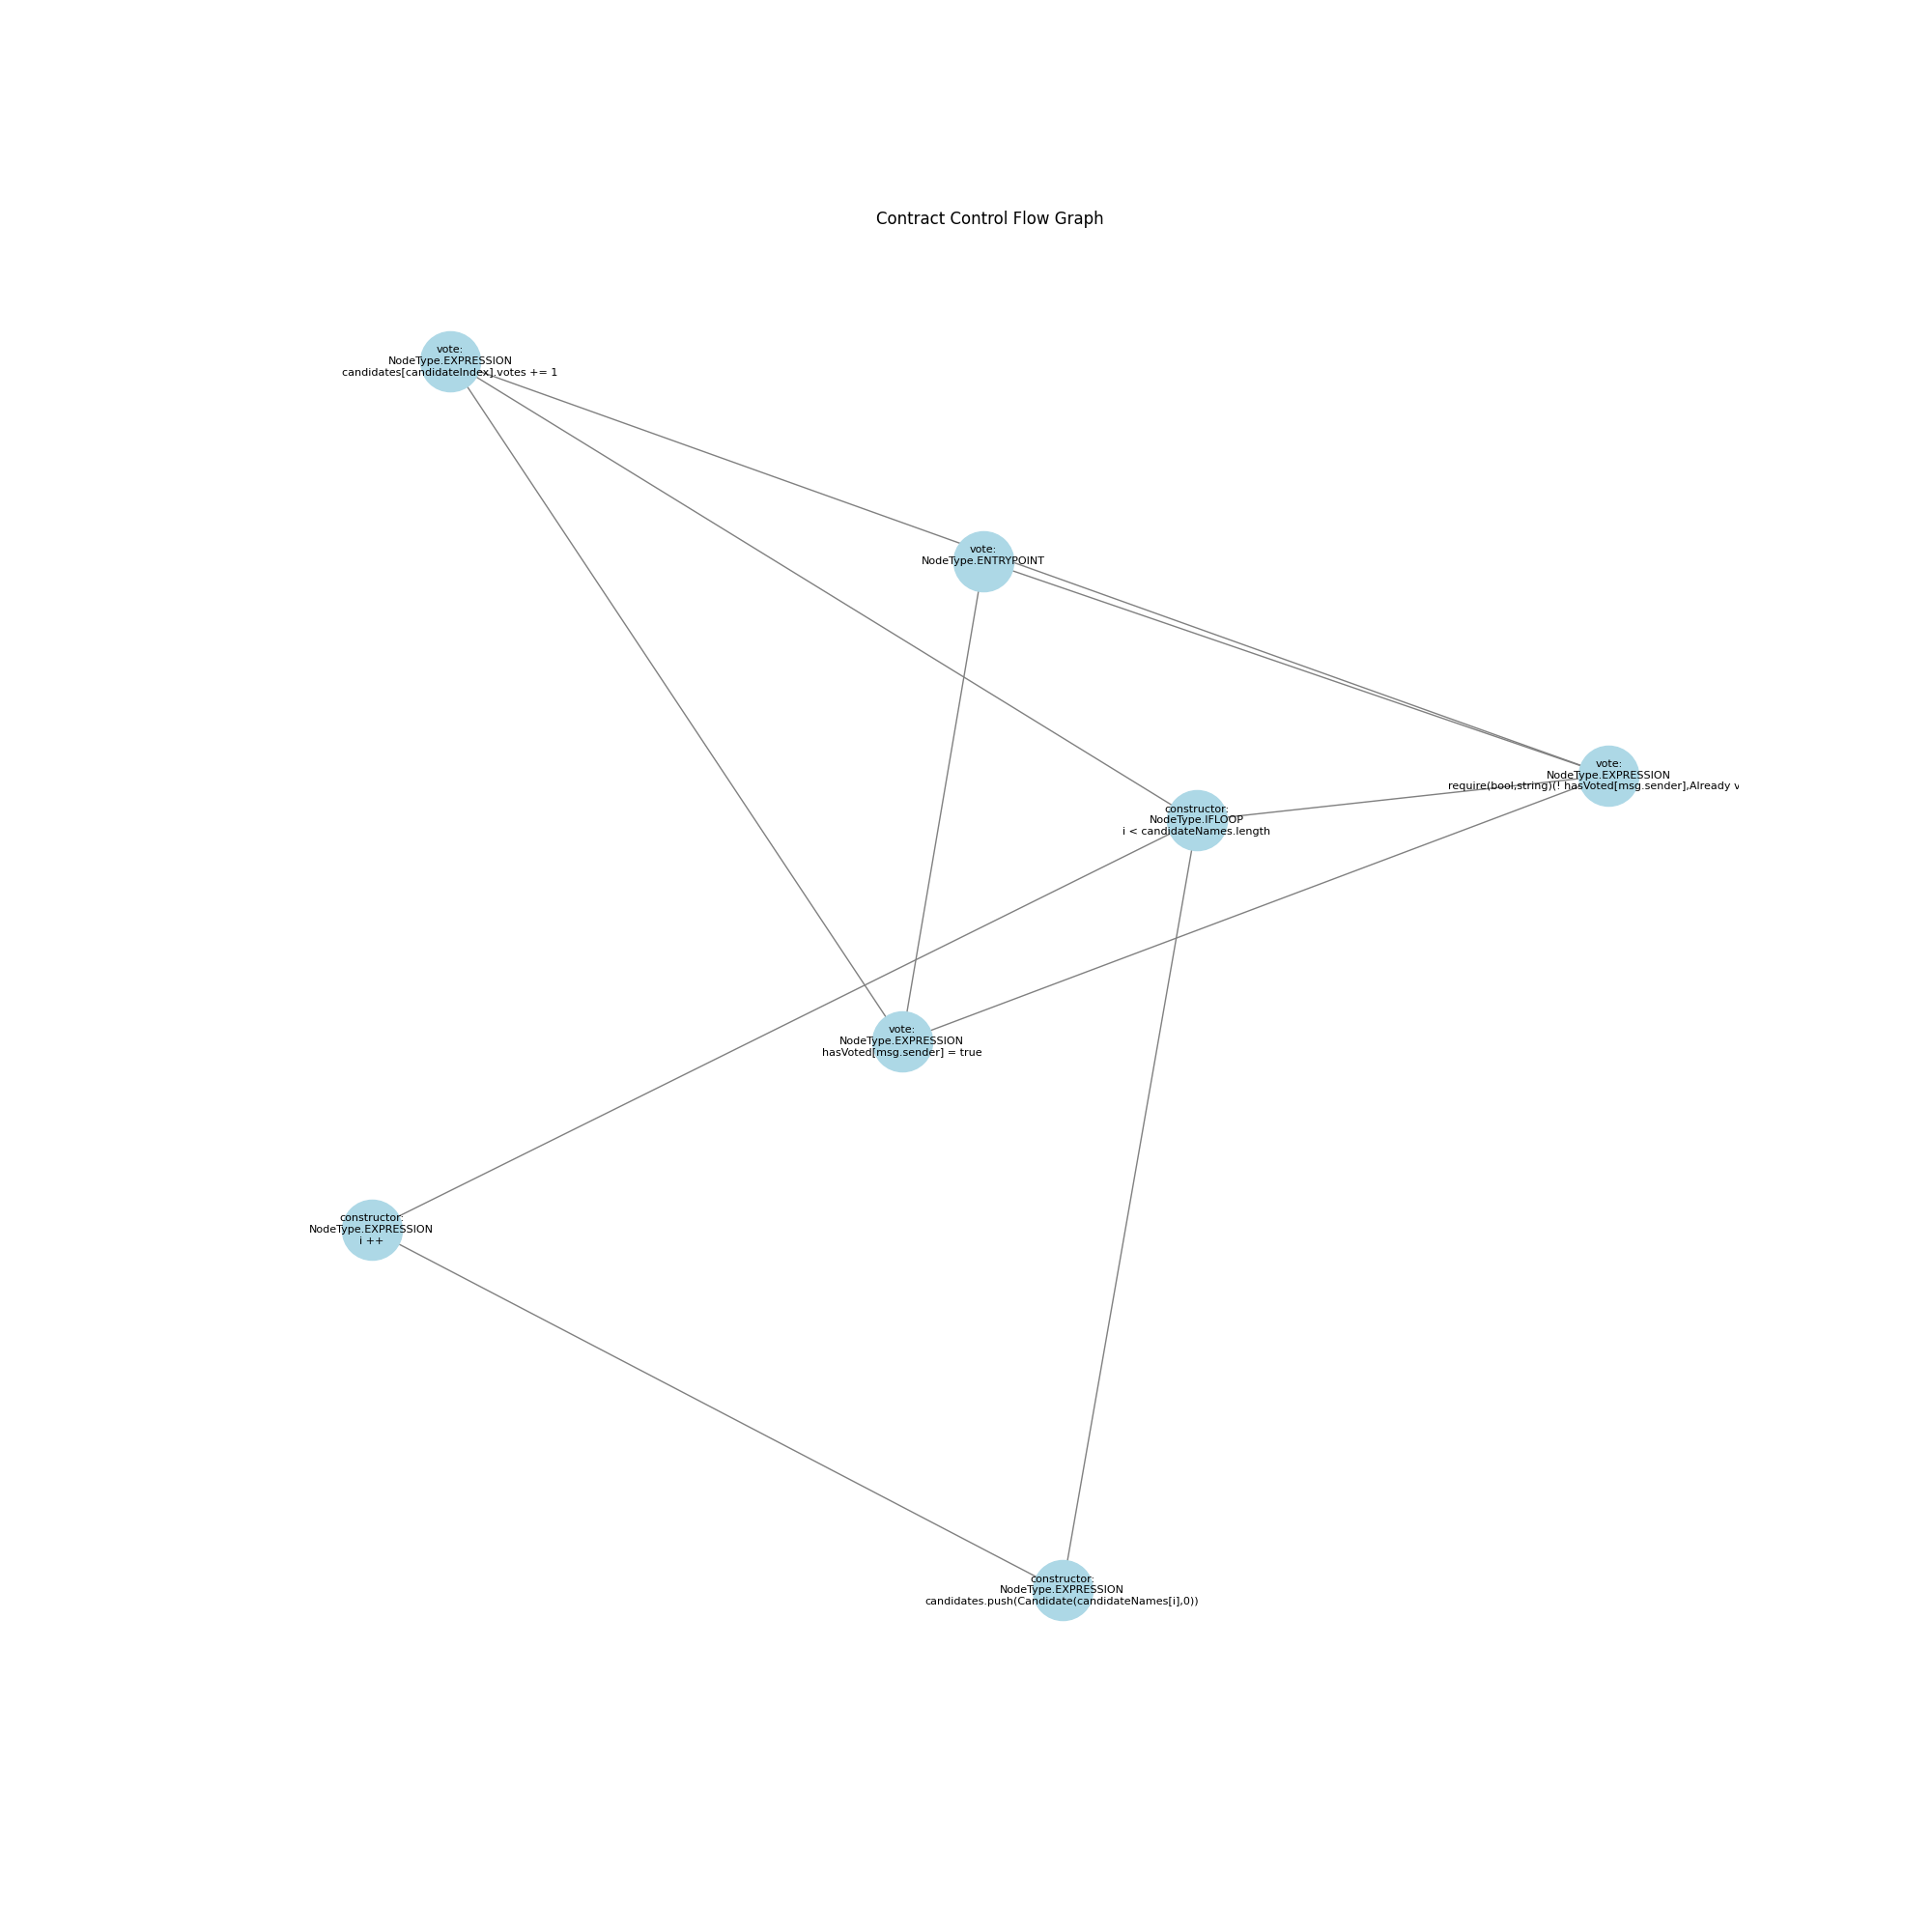 Contract Control Flow Graph
vote:
NodeType.EXPRESSION
candidates[candidateIndex].votes += 1
vote:
NodeType.ENTRYPOINT
vote:
NodeType.EXPRESSION
require(bool,string)(! hasVoted[msg.sender],Already v
constructor:
NodeType.IFLOOP
i < candidateNames.length
vote:
NodeType.EXPRESSION
hasVoted[msg.sender] = true
constructor:
NodeType.EXPRESSION
i ++
constructor:
NodeType.EXPRESSION
candidates.push(Candidate(candidateNames[i],0))